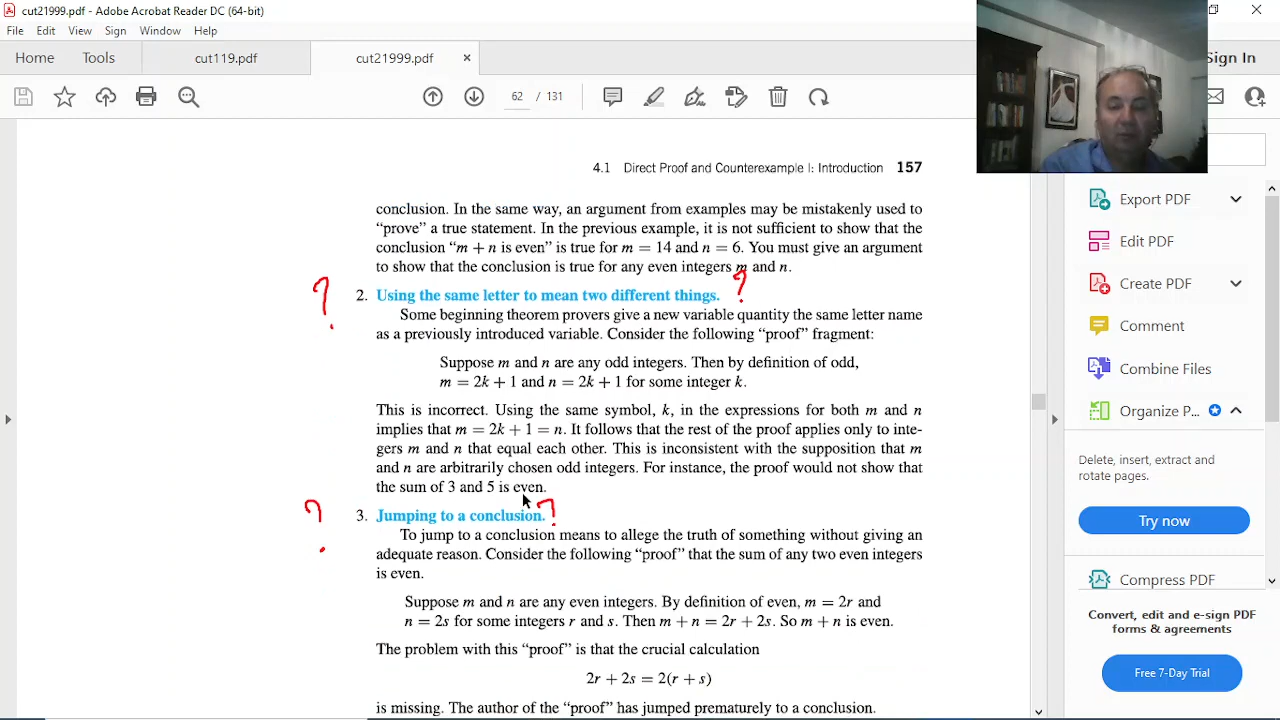 cut21999.pdf - Adobe Acrobat Reader DC (64-bit)
File Edit View Sign Window Help
Home Tools cut119.pdf cut21999.pdf × Sign In
62 / 131
4.1 Direct Proof and Counterexample I: Introduction 157
conclusion. In the same way, an argument from examples may be mistakenly used to
“prove” a true statement. In the previous example, it is not sufficient to show that the
conclusion “m + n is even” is true for m = 14 and n = 6. You must give an argument
to show that the conclusion is true for any even integers m and n.
? 2. Using the same letter to mean two different things. ?
Some beginning theorem provers give a new variable quantity the same letter name
as a previously introduced variable. Consider the following “proof” fragment:
Suppose m and n are any odd integers. Then by definition of odd,
m = 2k + 1 and n = 2k + 1 for some integer k.
This is incorrect. Using the same symbol, k, in the expressions for both m and n
implies that m = 2k + 1 = n. It follows that the rest of the proof applies only to inte-
gers m and n that equal each other. This is inconsistent with the supposition that m
and n are arbitrarily chosen odd integers. For instance, the proof would not show that
the sum of 3 and 5 is even.
? 3. Jumping to a conclusion. ?
To jump to a conclusion means to allege the truth of something without giving an
adequate reason. Consider the following “proof” that the sum of any two even integers
is even.
Suppose m and n are any even integers. By definition of even, m = 2r and
n = 2s for some integers r and s. Then m + n = 2r + 2s. So m + n is even.
The problem with this “proof” is that the crucial calculation
2r + 2s = 2(r + s)
is missing. The author of the “proof” has jumped prematurely to a conclusion.
Export PDF
Edit PDF
Create PDF
Comment
Combine Files
Organize P...
Delete, insert, extract and
rotate pages.
Try now
Compress PDF
Convert, edit and e-sign PDF
forms & agreements
Free 7-Day Trial